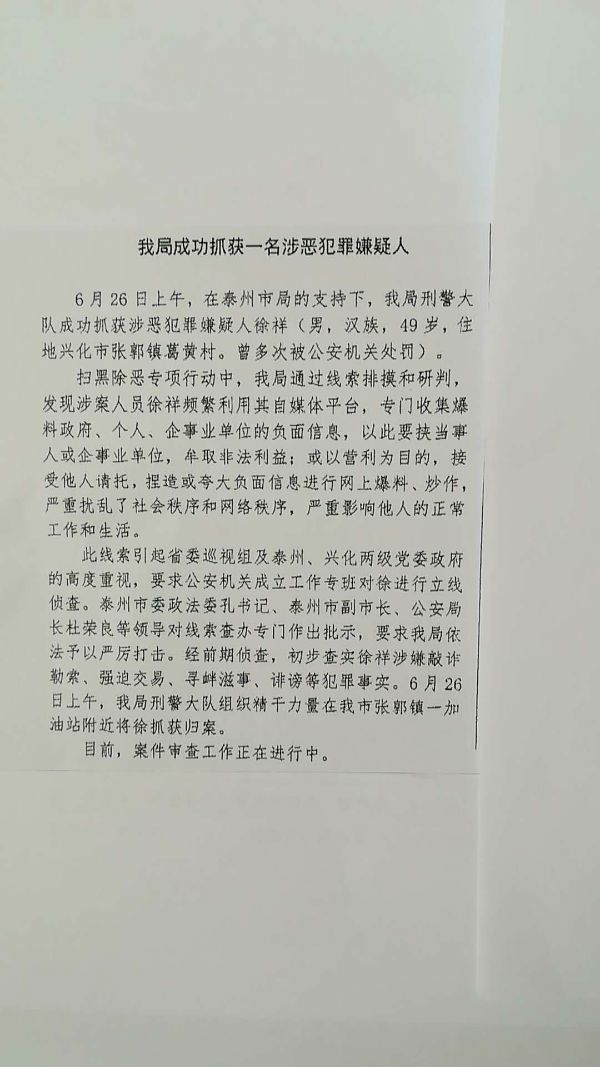 我局成功抓获一名涉恶犯罪嫌疑人
6月26日上午，在泰州市局的支持下，我局刑警大
队成功抓获涉恶犯罪嫌疑人徐祥（男，汉族，49岁，住
地兴化市张郭镇葛黄村。曾多次被公安机关处罚）。
扫黑除恶专项行动中，我局通过线索排摸和研判，
发现涉案人员徐祥频繁利用其自媒体平台，专门收集爆
料政府、个人、企事业单位的负面信息，以此要挟当事
人或企事业单位，牟取非法利益；或以营利为目的，接
受他人请托，捏造或夸大负面信息进行网上爆料、炒作，
严重扰乱了社会秩序和网络秩序，严重影响他人的正常
工作和生活。
此线索引起省委巡视组及泰州、兴化两级党委政府
的高度重视，要求公安机关成立工作专班对徐进行立线
侦查。泰州市委政法委孔书记、泰州市副市长、公安局
长杜荣良等领导对线索查办专门作出批示，要求我局依
法予以严厉打击。经前期侦查，初步查实徐祥涉嫌敲诈
勒索、强迫交易、寻衅滋事、诽谤等犯罪事实。6月26
日上午，我局刑警大队组织精干力量在我市张郭镇一加
油站附近将徐抓获归案。
目前，案件审查工作正在进行中。